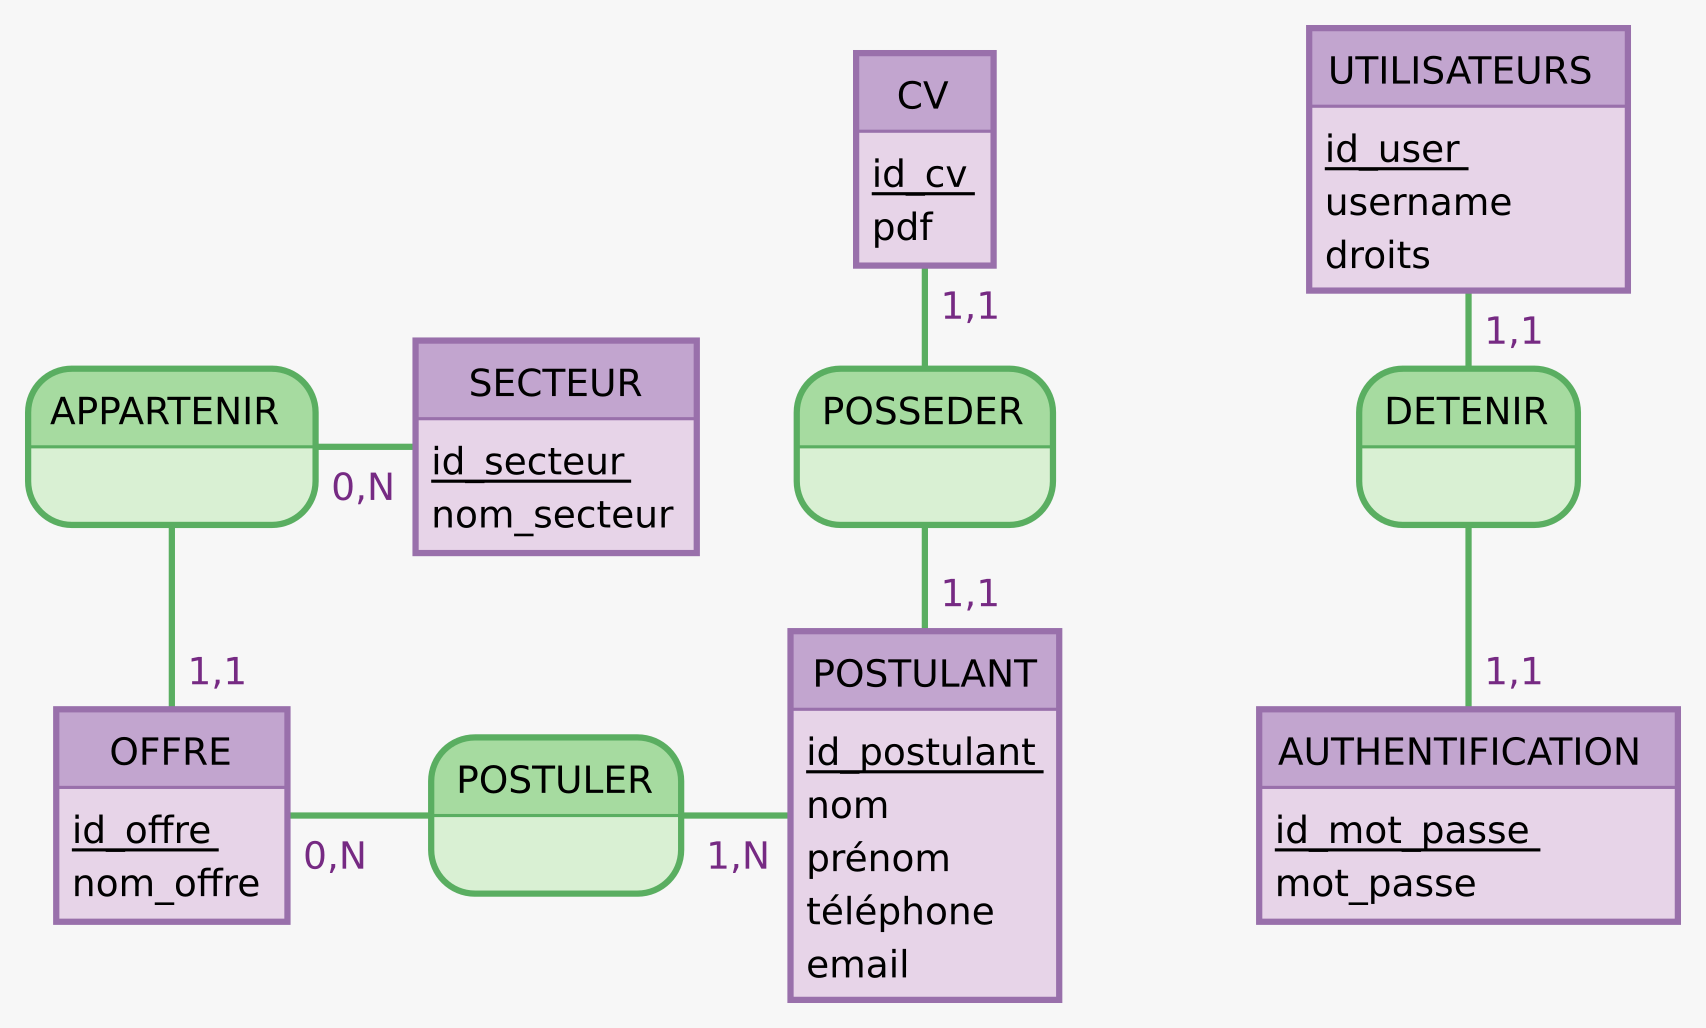 CV
id_cv
pdf
1,1
UTILISATEURS
id_user
username
droits
1,1
APPARTENIR
0,N
SECTEUR
id_secteur
nom_secteur
POSSEDER
1,1
DETENIR
1,1
1,1
OFFRE
id_offre
nom_offre
0,N
POSTULER
1,N
POSTULANT
id_postulant
nom
prénom
téléphone
email
AUTHENTIFICATION
id_mot_passe
mot_passe